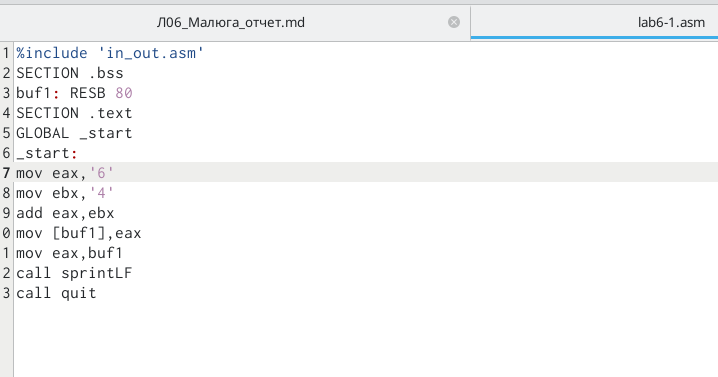 Л06_Малюга_отчет.md
lab6-1.asm
1 %include 'in_out.asm'
2 SECTION .bss
3 buf1: RESB 80
4 SECTION .text
5 GLOBAL _start
6 _start:
7 mov eax,'6'
8 mov ebx,'4'
9 add eax,ebx
0 mov [buf1],eax
1 mov eax,buf1
2 call sprintLF
3 call quit